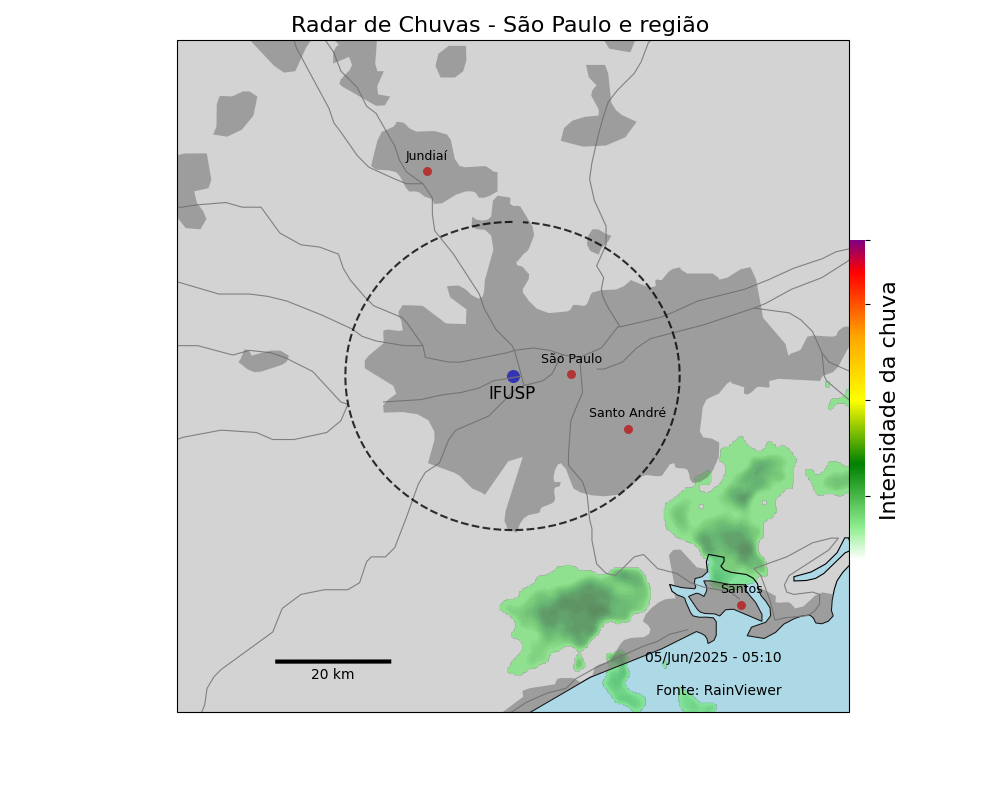 Radar de Chuvas - São Paulo e região
Jundiaí
São Paulo
IFUSP
Santo André
Intensidade da chuva
Santos
05/Jun/2025 - 05:10
20 km
Fonte: RainViewer